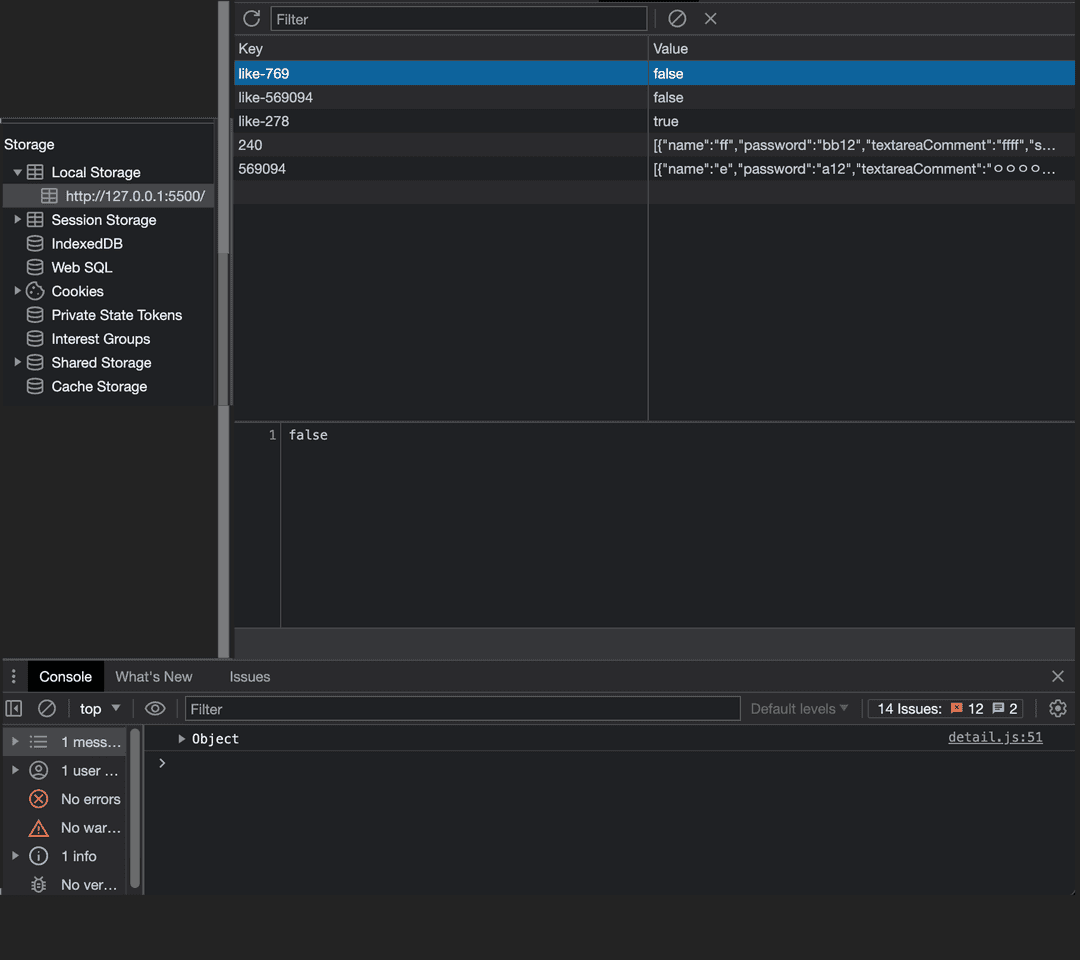 Filter
Key Value
like-769 false
like-569094 false
like-278 true
240 [{"name":"ff","password":"bb12","textareaComment":"ffff","s...
569094 [{"name":"e","password":"a12","textareaComment":"ㅇㅇㅇㅇ...
Storage
Local Storage
http://127.0.0.1:5500/
Session Storage
IndexedDB
Web SQL
Cookies
Private State Tokens
Interest Groups
Shared Storage
Cache Storage
1 false
Console What's New Issues
top Filter Default levels 14 Issues: 12 2
1 mess...
1 user ...
No errors
No war...
1 info
No ver...
Object detail.js:51